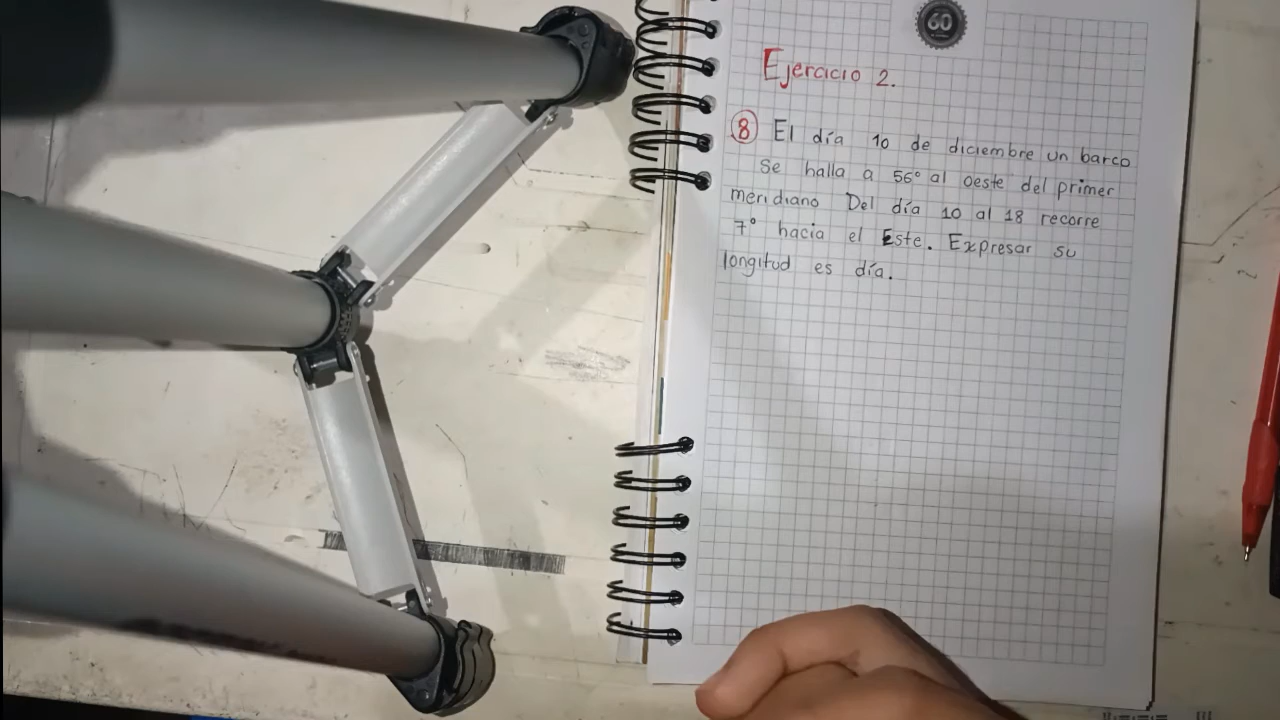 60
Ejercicio 2.
8 El día 10 de diciembre un barco
se halla a 56° al oeste del primer
meridiano Del día 10 al 18 recorre
7° hacia el Este. Expresar su
longitud es día.